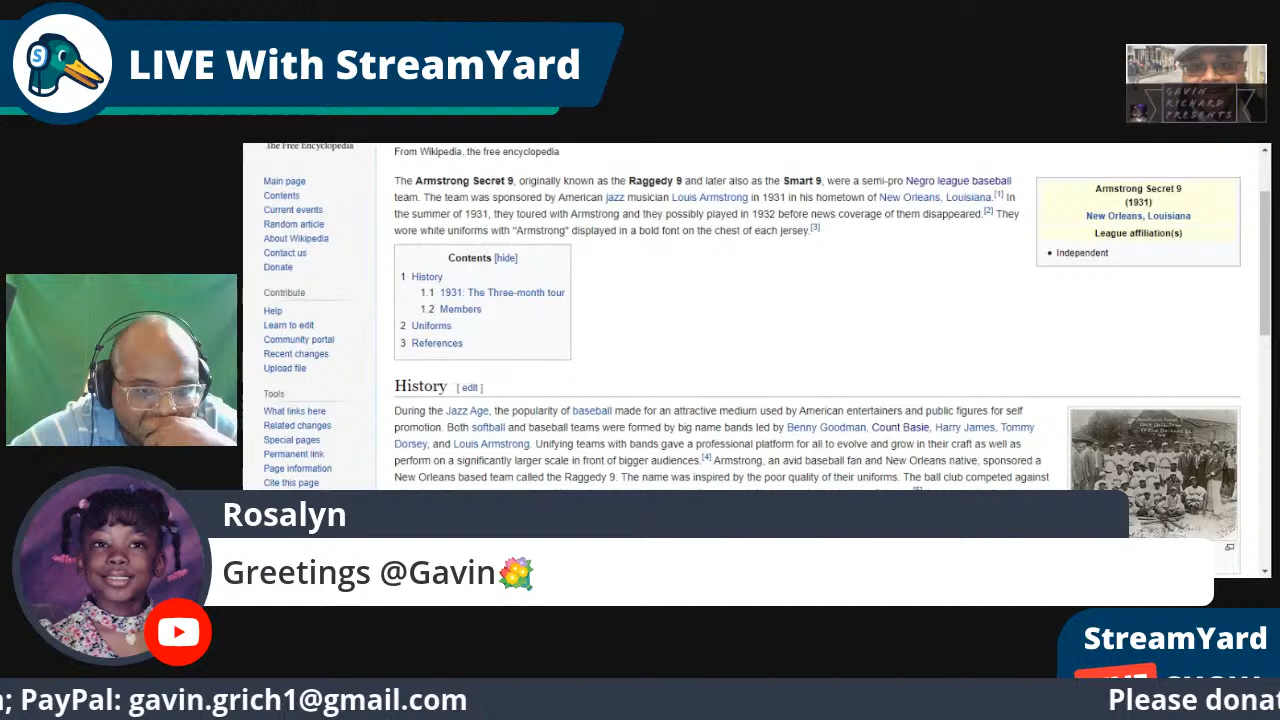 LIVE With StreamYard
GAVIN
RICHARD
PRESENTS
The Free Encyclopedia
Main page
Contents
Current events
Random article
About Wikipedia
Contact us
Donate
Contribute
Help
Learn to edit
Community portal
Recent changes
Upload file
Tools
What links here
Related changes
Special pages
Permanent link
Page information
Cite this page
From Wikipedia, the free encyclopedia
The Armstrong Secret 9, originally known as the Raggedy 9 and later also as the Smart 9, were a semi-pro Negro league baseball
team. The team was sponsored by American jazz musician Louis Armstrong in 1931 in his hometown of New Orleans, Louisiana.[1] In
the summer of 1931, they toured with Armstrong and they possibly played in 1932 before news coverage of them disappeared.[2] They
wore white uniforms with "Armstrong" displayed in a bold font on the chest of each jersey.[3]
Armstrong Secret 9
(1931)
New Orleans, Louisiana
League affiliation(s)
• Independent
Contents [hide]
1 History
1.1 1931: The Three-month tour
1.2 Members
2 Uniforms
3 References
History [ edit ]
During the Jazz Age, the popularity of baseball made for an attractive medium used by American entertainers and public figures for self
promotion. Both softball and baseball teams were formed by big name bands led by Benny Goodman, Count Basie, Harry James, Tommy
Dorsey, and Louis Armstrong. Unifying teams with bands gave a professional platform for all to evolve and grow in their craft as well as
perform on a significantly larger scale in front of bigger audiences.[4] Armstrong, an avid baseball fan and New Orleans native, sponsored a
New Orleans based team called the Raggedy 9. The name was inspired by the poor quality of their uniforms. The ball club competed against
Rosalyn
Greetings @Gavin💐
StreamYard
; PayPal: gavin.grich1@gmail.com
Please donat